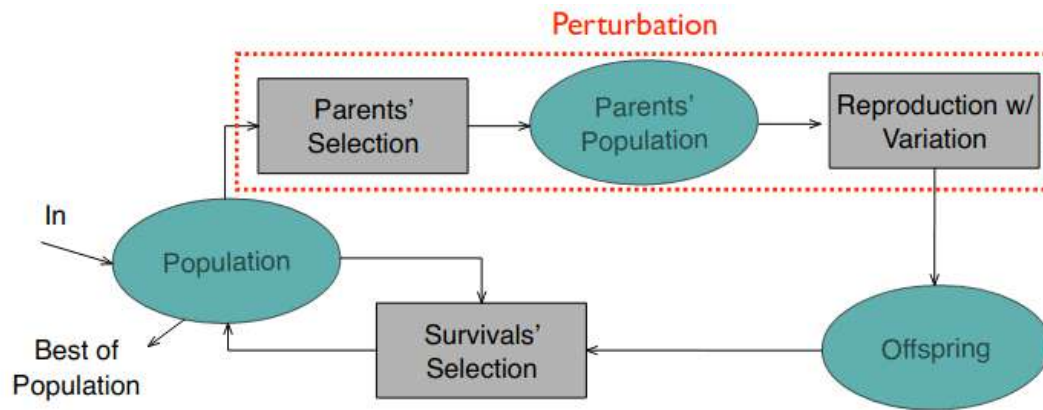 Perturbation
Parents'
Selection
Parents'
Population
Reproduction w/
Variation
In
Population
Best of
Population
Survivals'
Selection
Offspring